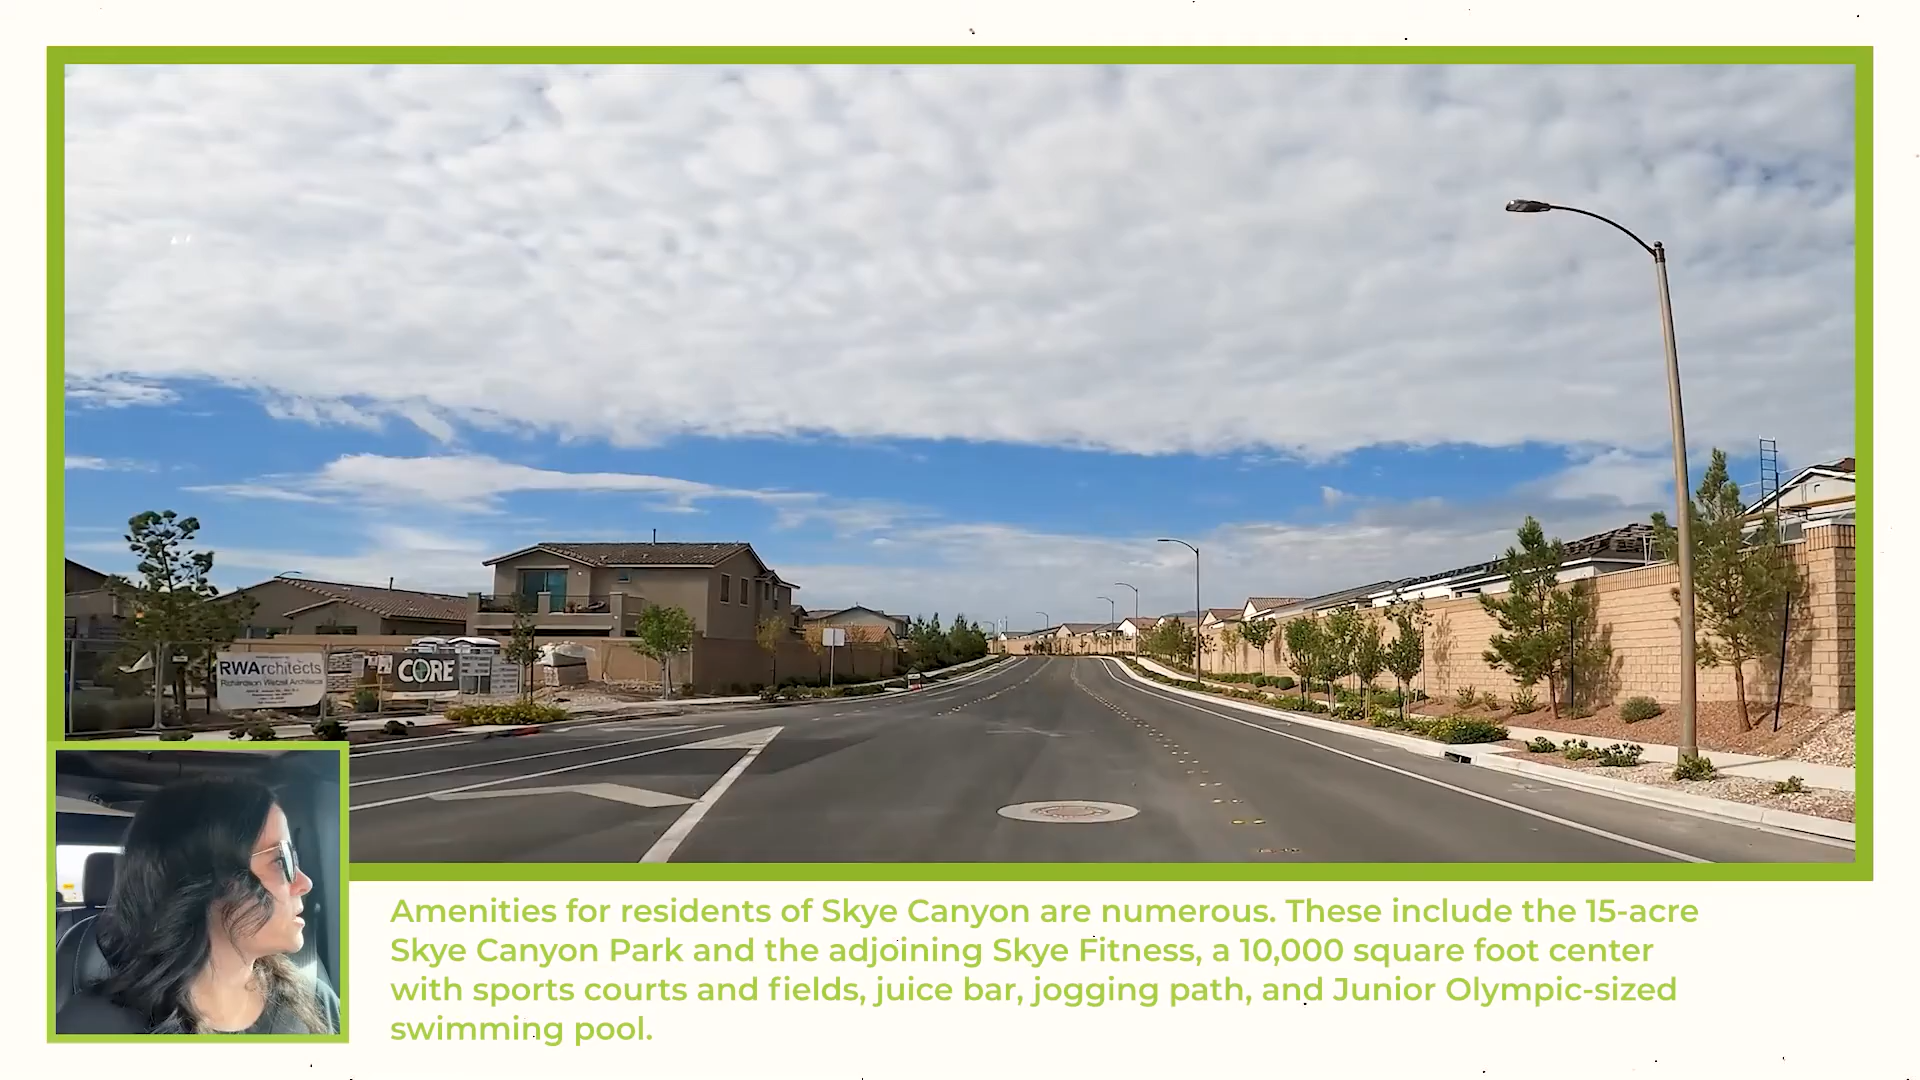 RWArchitects
Richardson Wetzel Architects
CORE
Amenities for residents of Skye Canyon are numerous. These include the 15-acre
Skye Canyon Park and the adjoining Skye Fitness, a 10,000 square foot center
with sports courts and fields, juice bar, jogging path, and Junior Olympic-sized
swimming pool.